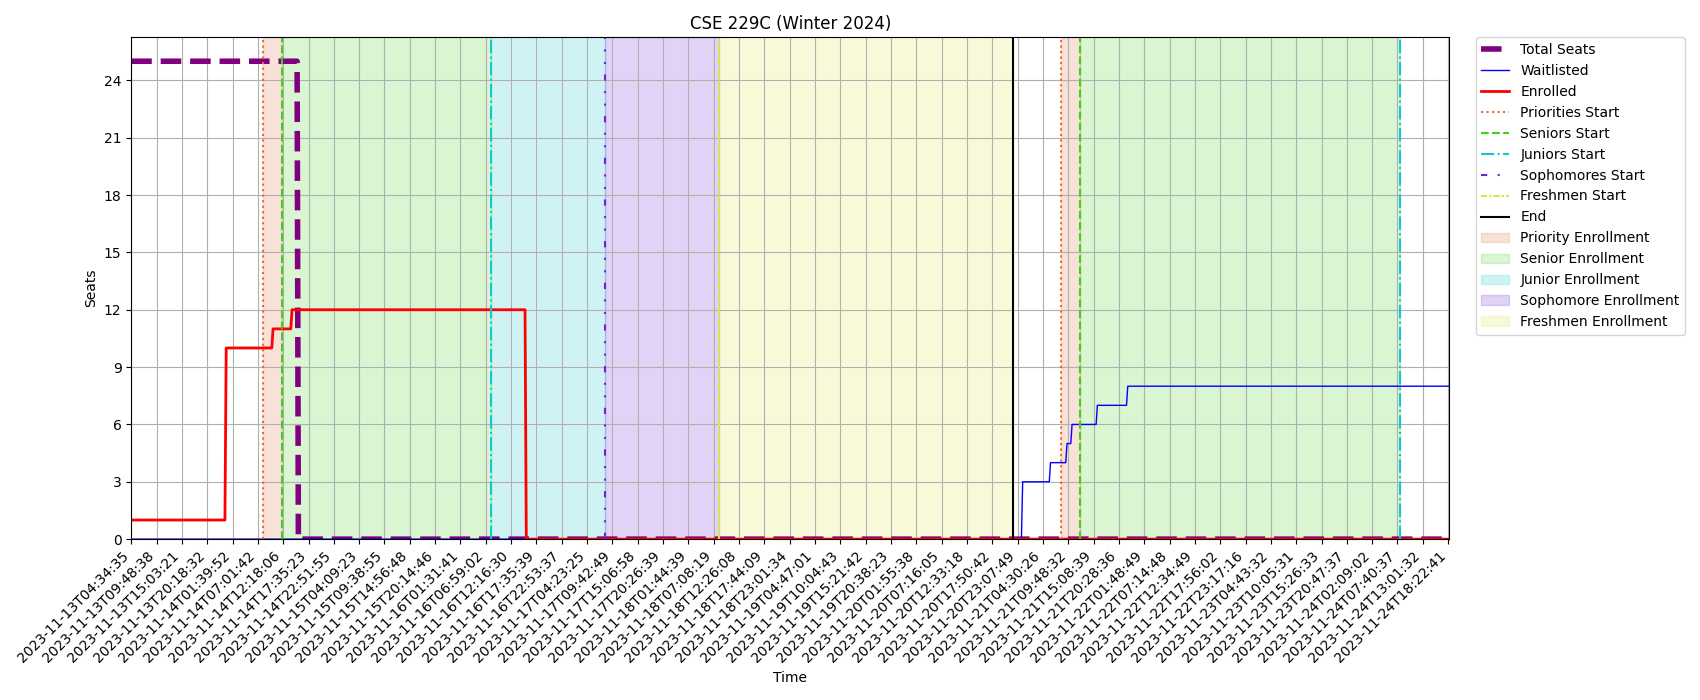 CSE 229C (Winter 2024)
Seats
24
21
18
15
12
9
6
3
0
2023-11-13T04:34:35
2023-11-13T09:48:38
2023-11-13T15:03:21
2023-11-13T20:18:32
2023-11-14T01:39:52
2023-11-14T07:01:42
2023-11-14T12:18:06
2023-11-14T17:35:23
2023-11-14T22:51:55
2023-11-15T04:09:23
2023-11-15T09:38:55
2023-11-15T14:56:48
2023-11-15T20:14:46
2023-11-16T01:31:41
2023-11-16T06:59:02
2023-11-16T12:16:30
2023-11-16T17:35:39
2023-11-16T22:53:37
2023-11-17T04:23:25
2023-11-17T09:42:49
2023-11-17T15:06:58
2023-11-17T20:26:39
2023-11-18T01:44:39
2023-11-18T07:08:19
2023-11-18T12:26:08
2023-11-18T17:44:09
2023-11-18T23:01:34
2023-11-19T04:47:01
2023-11-19T10:04:43
2023-11-19T15:21:42
2023-11-19T20:38:23
2023-11-20T01:55:38
2023-11-20T07:16:05
2023-11-20T12:33:18
2023-11-20T17:50:42
2023-11-20T23:07:49
2023-11-21T04:30:26
2023-11-21T09:48:32
2023-11-21T15:08:39
2023-11-21T20:28:36
2023-11-22T01:48:49
2023-11-22T07:14:48
2023-11-22T12:34:49
2023-11-22T17:56:02
2023-11-22T23:17:16
2023-11-23T04:43:32
2023-11-23T10:05:31
2023-11-23T15:26:33
2023-11-23T20:47:37
2023-11-24T02:09:02
2023-11-24T07:40:37
2023-11-24T13:01:32
2023-11-24T18:22:41
Time
Total Seats
Waitlisted
Enrolled
Priorities Start
Seniors Start
Juniors Start
Sophomores Start
Freshmen Start
End
Priority Enrollment
Senior Enrollment
Junior Enrollment
Sophomore Enrollment
Freshmen Enrollment